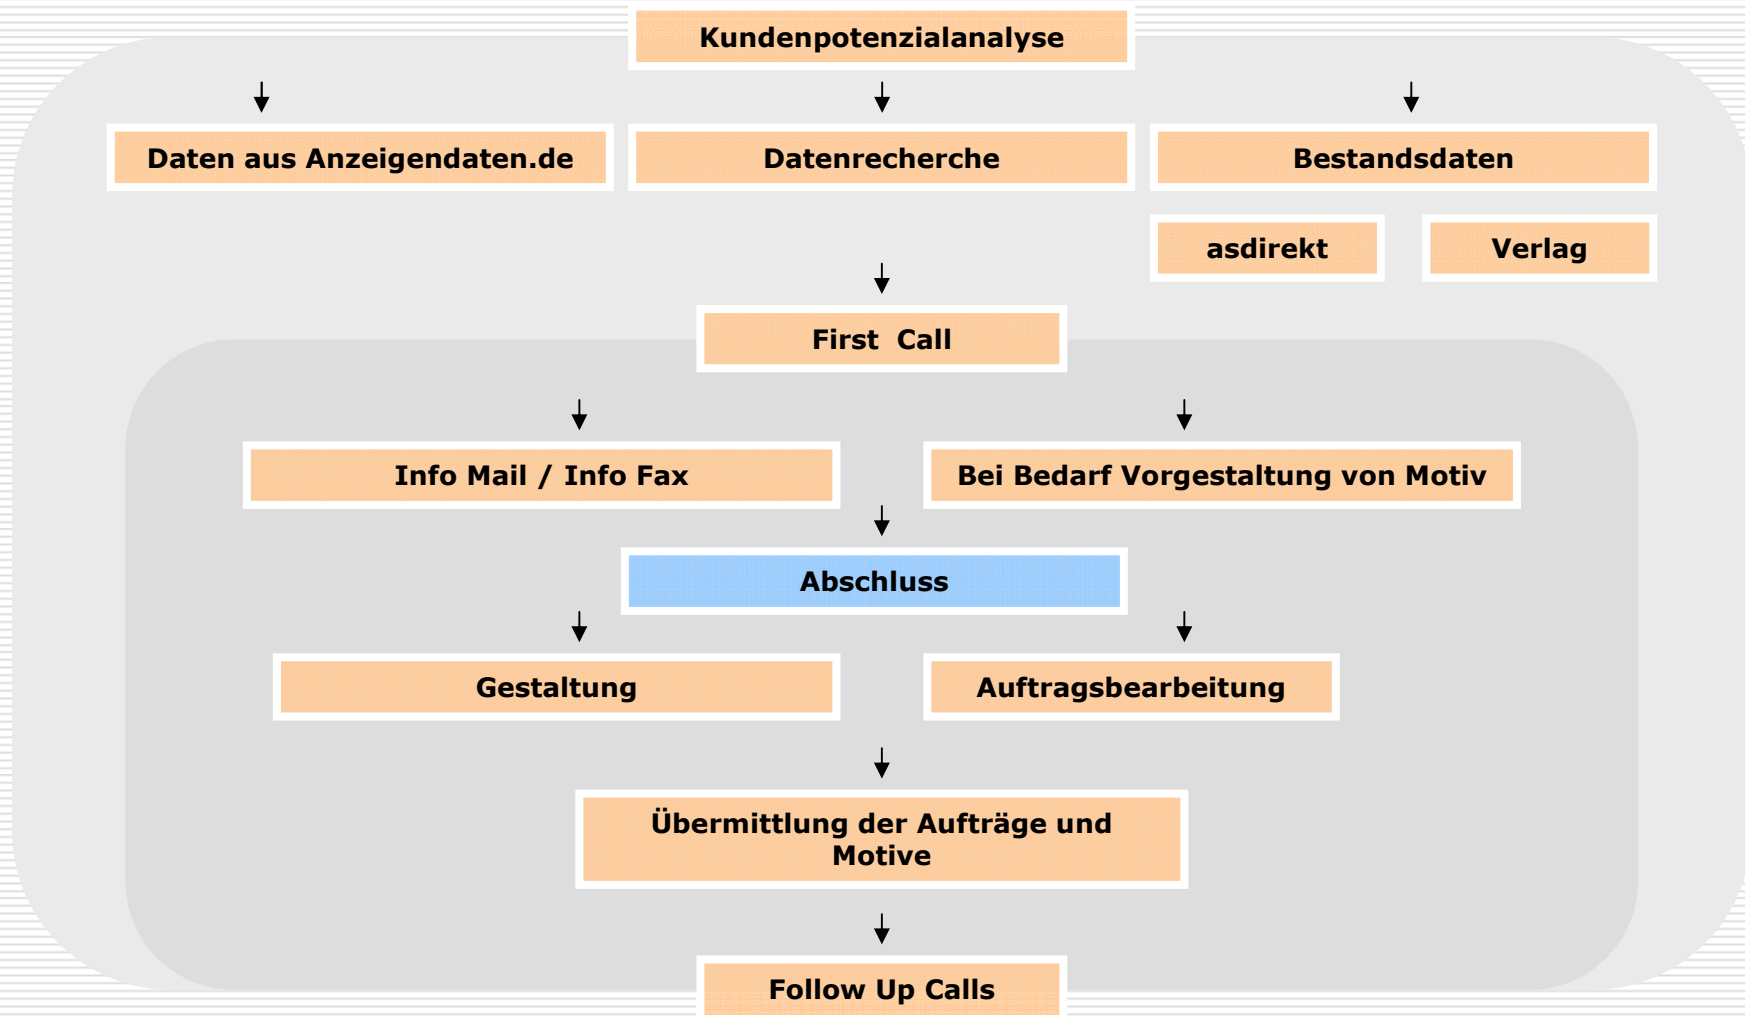 Kundenpotenzialanalyse
Daten aus Anzeigendaten.de
Datenrecherche
Bestandsdaten
asdirekt
Verlag
First Call
Info Mail / Info Fax
Bei Bedarf Vorgestaltung von Motiv
Abschluss
Gestaltung
Auftragsbearbeitung
Übermittlung der Aufträge und
Motive
Follow Up Calls